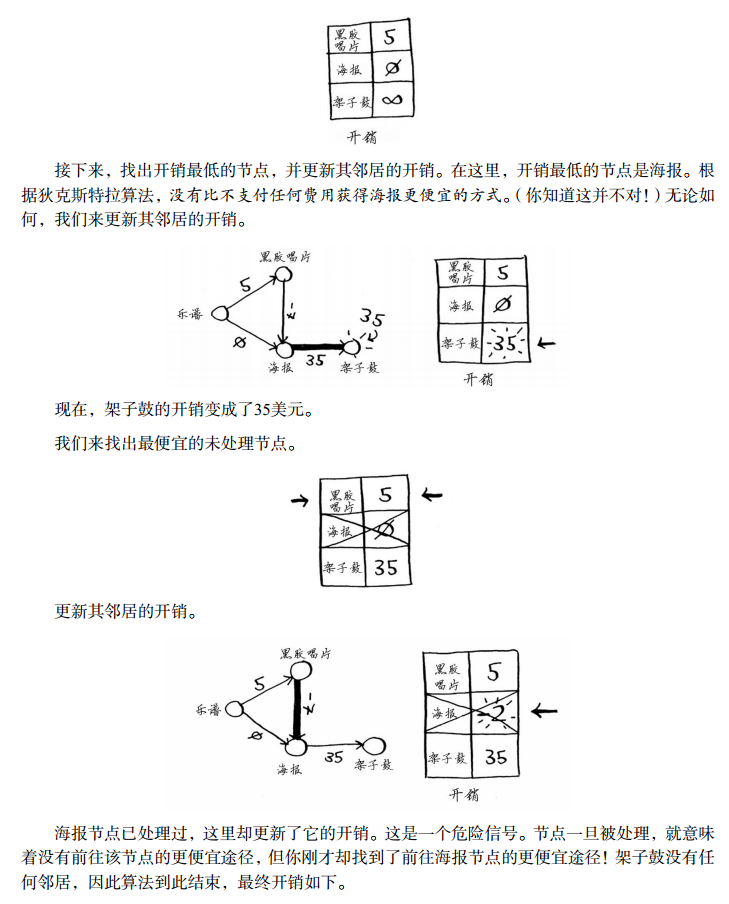 黑胶
唱片 5
海报 0
架子鼓 ∞
开销
接下来，找出开销最低的节点，并更新其邻居的开销。在这里，开销最低的节点是海报。根
据狄克斯特拉算法，没有比不支付任何费用获得海报更便宜的方式。（你知道这并不对！）无论如
何，我们来更新其邻居的开销。
黑胶唱片
5
乐谱
-7
0
35
35
海报
架子鼓
黑胶
唱片 5
海报 0
架子鼓 35
开销
现在，架子鼓的开销变成了35美元。
我们来找出最便宜的未处理节点。
黑胶
唱片 5
海报 0
架子鼓 35
更新其邻居的开销。
黑胶唱片
5
乐谱
-7
0
35
海报
架子鼓
黑胶
唱片 5
海报 -2
架子鼓 35
开销
海报节点已处理过，这里却更新了它的开销。这是一个危险信号。节点一旦被处理，就意味
着没有前往该节点的更便宜途径，但你刚才却找到了前往海报节点的更便宜途径！架子鼓没有任
何邻居，因此算法到此结束，最终开销如下。